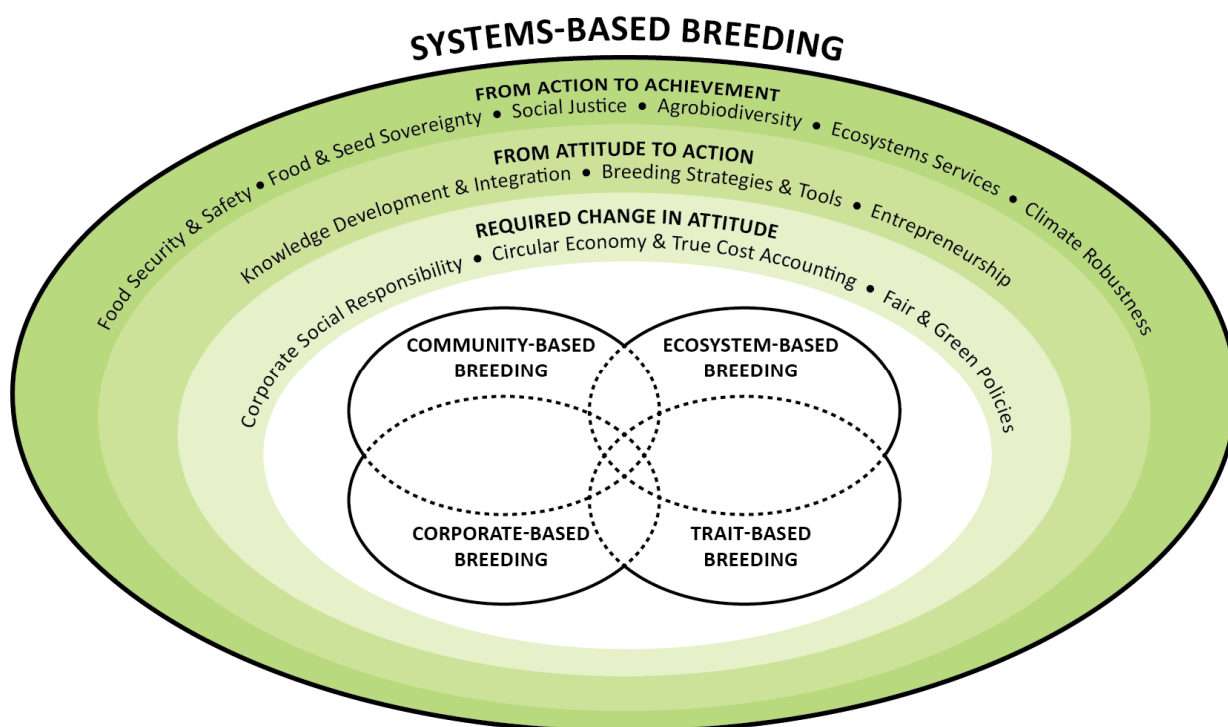 SYSTEMS-BASED BREEDING
FROM ACTION TO ACHIEVEMENT
Food Security & Safety • Food & Seed Sovereignty • Social Justice • Agrobiodiversity • Ecosystems Services • Climate Robustness
FROM ATTITUDE TO ACTION
Knowledge Development & Integration • Breeding Strategies & Tools • Entrepreneurship
REQUIRED CHANGE IN ATTITUDE
Corporate Social Responsibility • Circular Economy & True Cost Accounting • Fair & Green Policies
COMMUNITY-BASED
BREEDING
ECOSYSTEM-BASED
BREEDING
CORPORATE-BASED
BREEDING
TRAIT-BASED
BREEDING